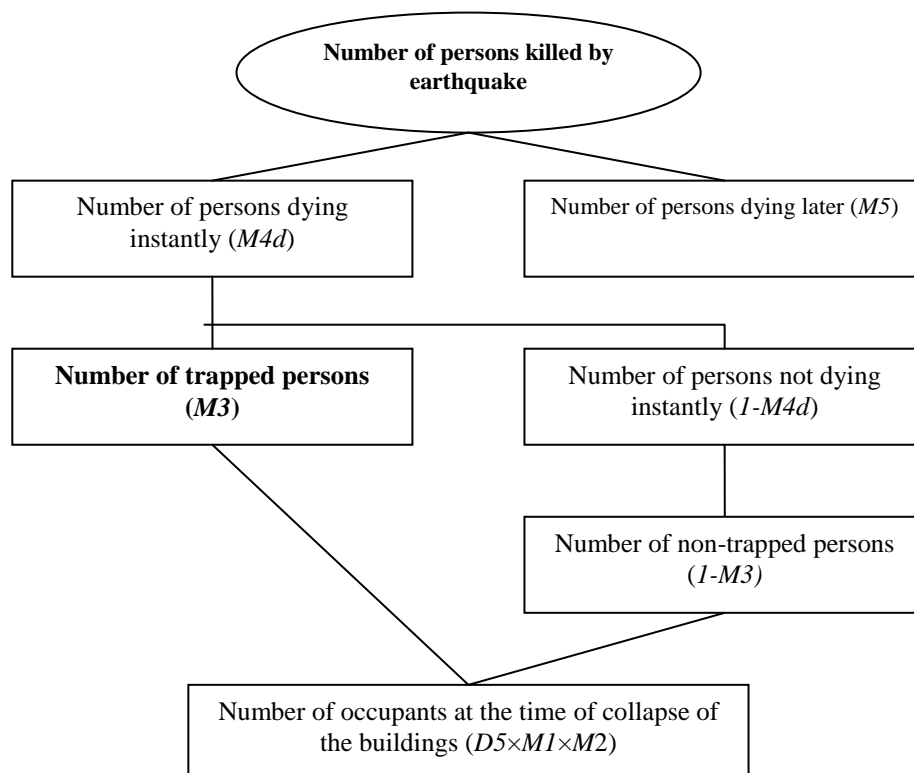 Number of persons killed by
earthquake
Number of persons dying
instantly (M4d)
Number of persons dying later (M5)
Number of trapped persons
(M3)
Number of persons not dying
instantly (1-M4d)
Number of non-trapped persons
(1-M3)
Number of occupants at the time of collapse of
the buildings (D5×M1×M2)